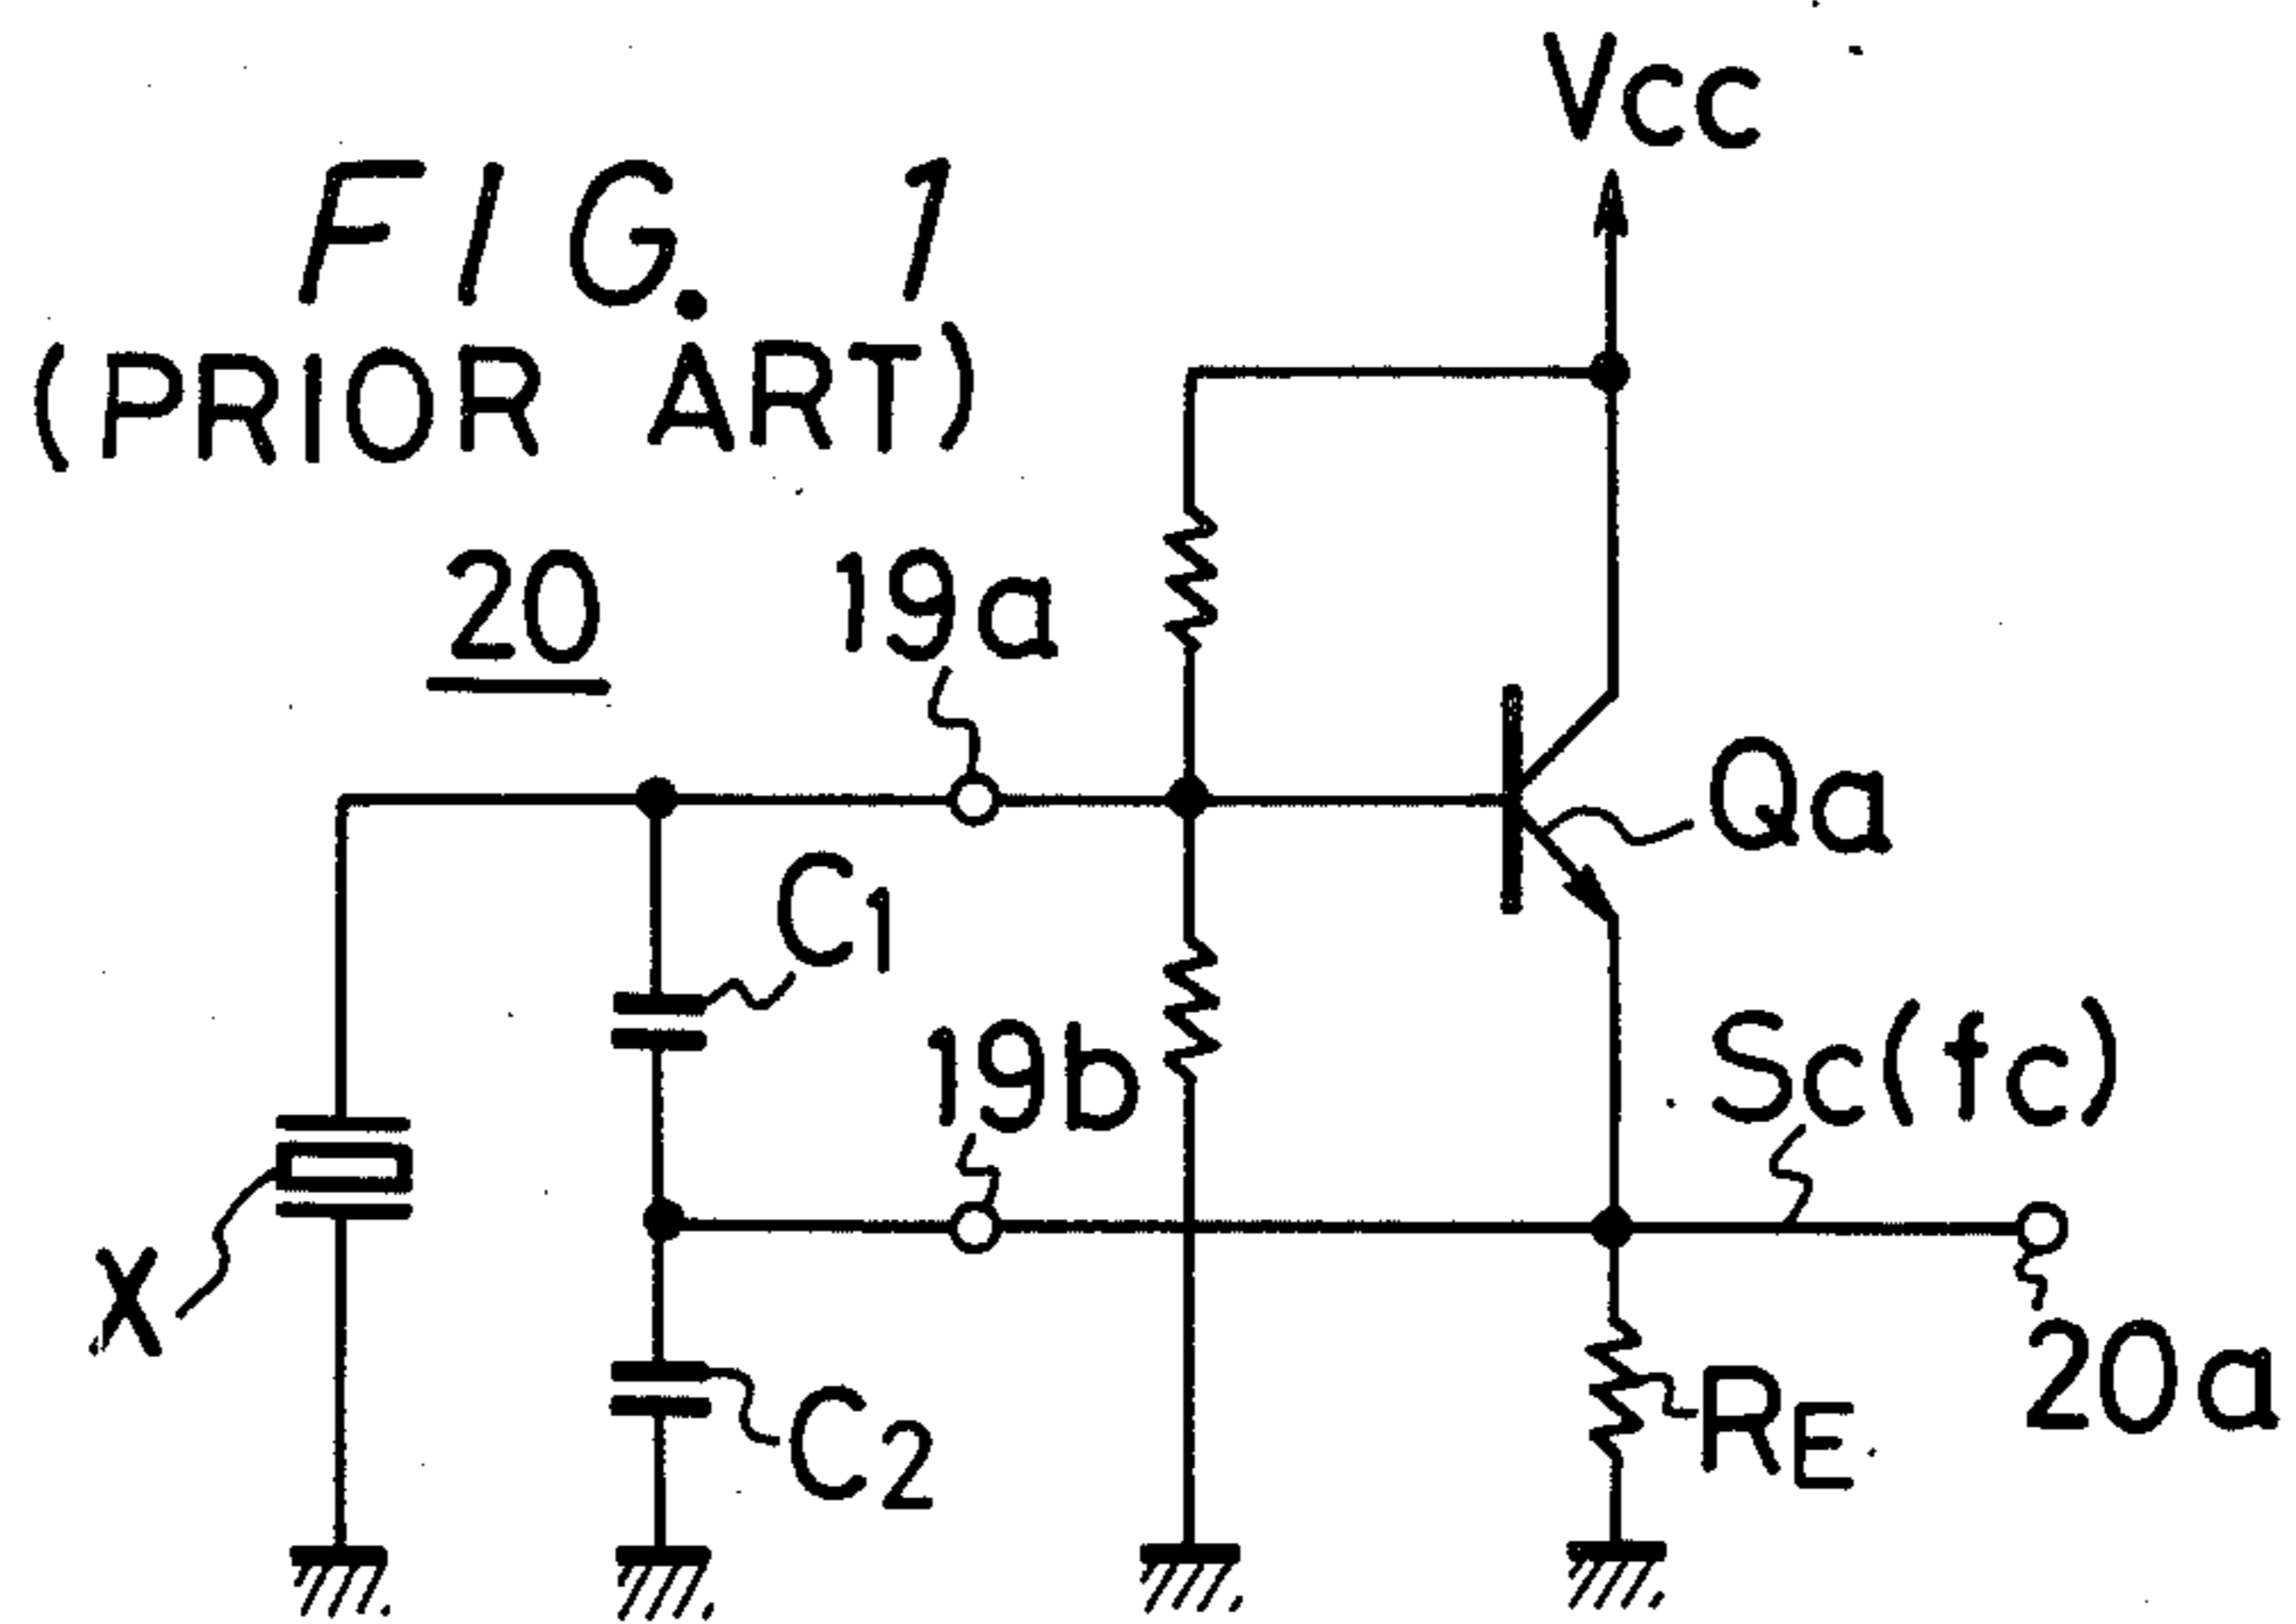 Vcc
FIG. 1
(PRIOR ART)
20
19a
Qa
C1
19b
Sc(fc)
X
C2
RE
20a